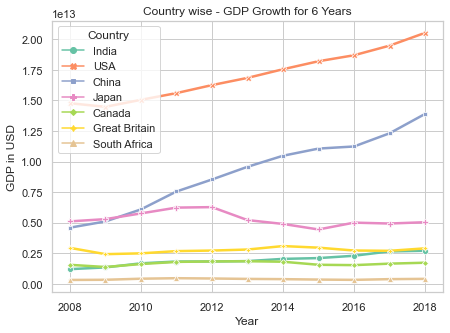 Country wise - GDP Growth for 6 Years
1e13
Country
India
USA
China
Japan
Canada
Great Britain
South Africa
2.00
1.75
1.50
1.25
1.00
0.75
0.50
0.25
0.00
GDP in USD
2008 2010 2012 2014 2016 2018
Year